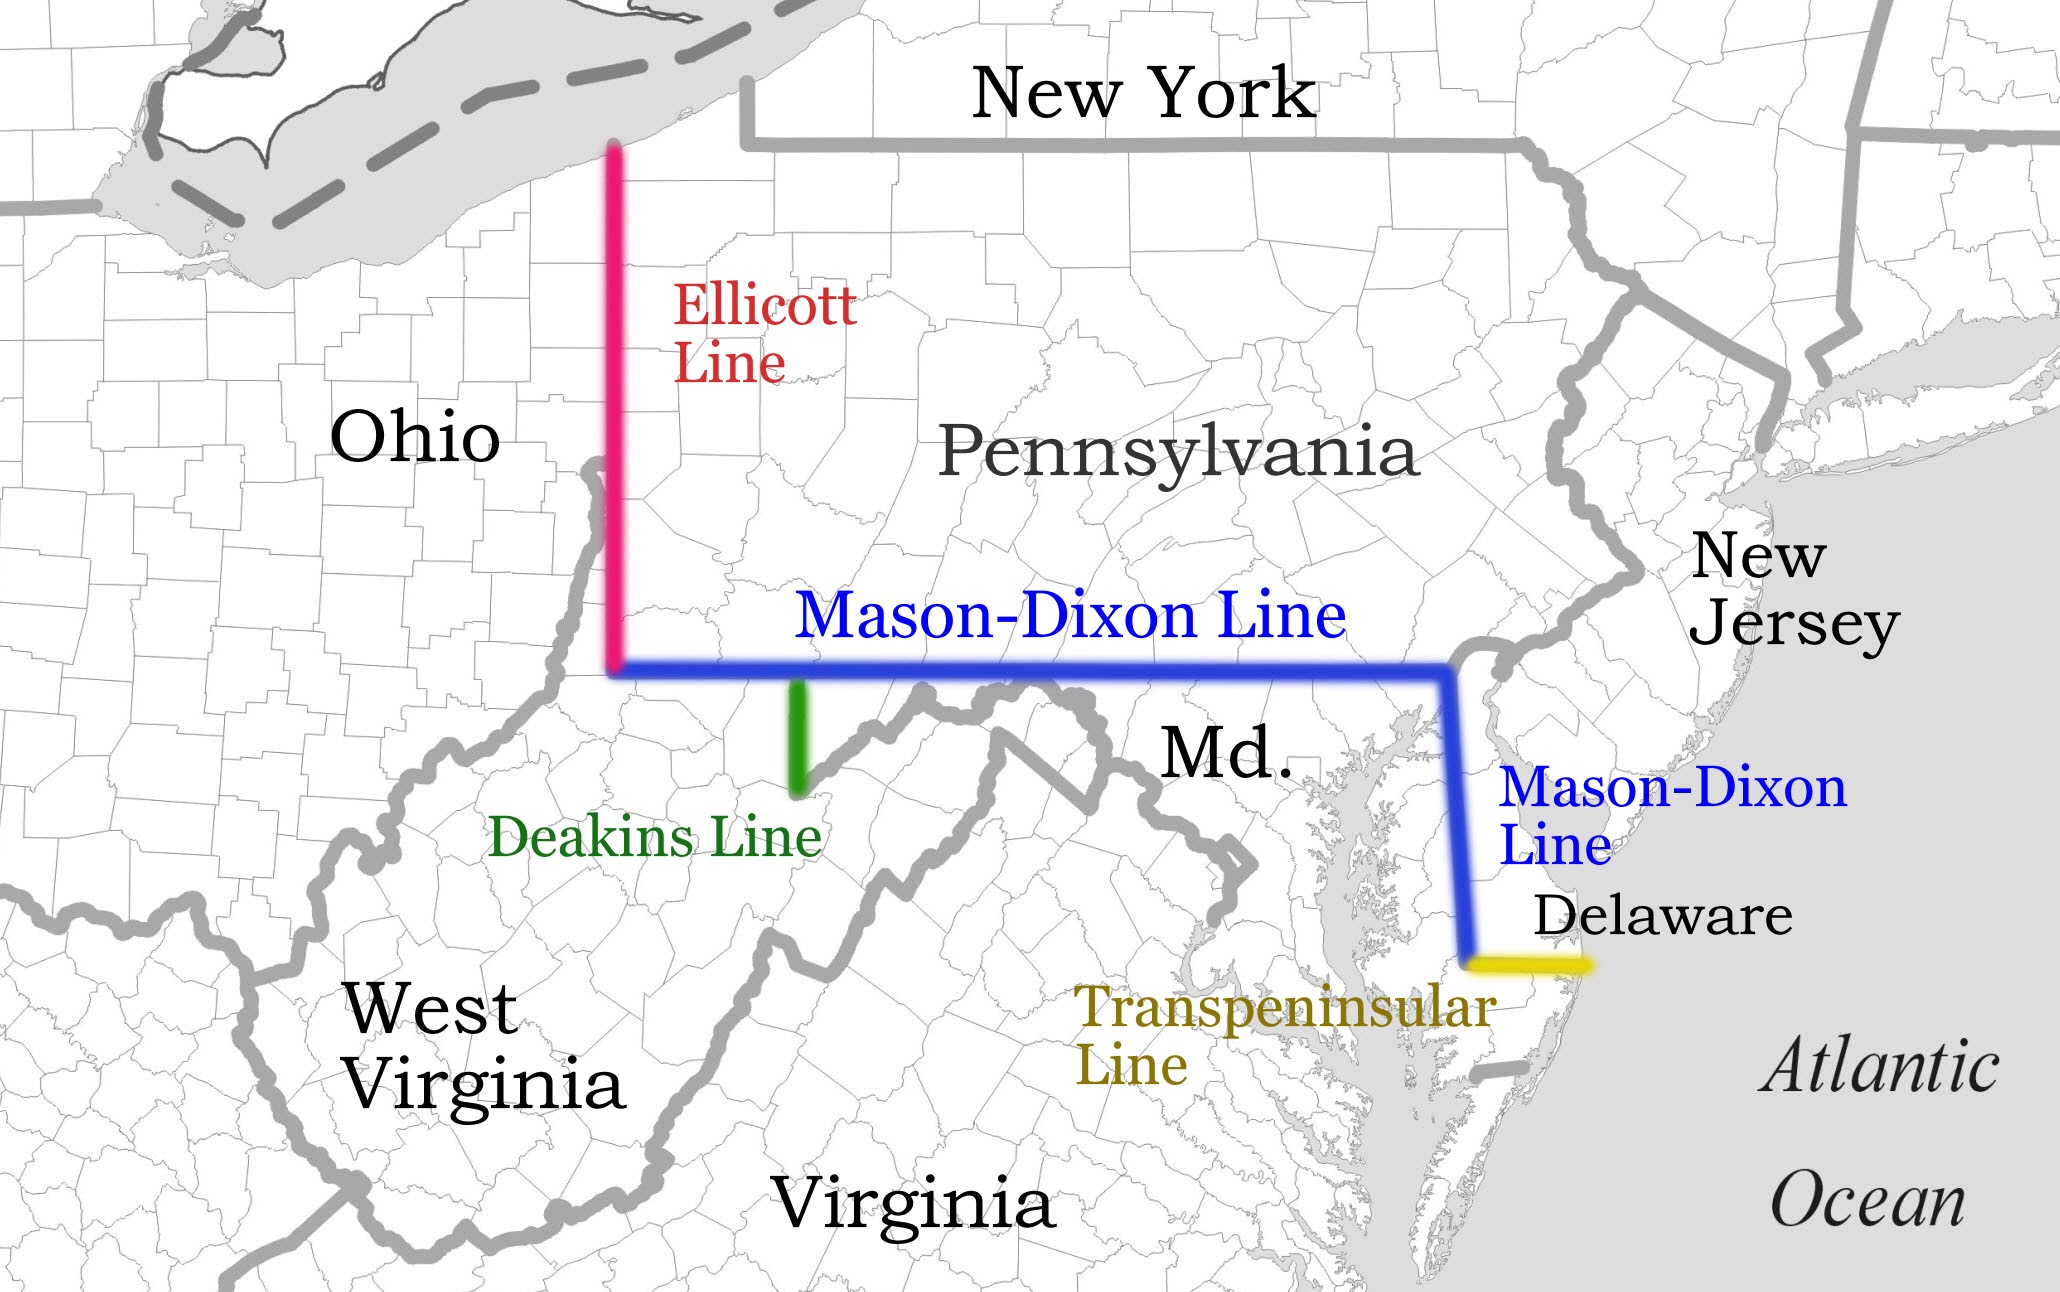 New York
Ellicott
Line
Ohio
Pennsylvania
New
Jersey
Mason-Dixon Line
Md.
Mason-Dixon
Line
Deakins Line
Delaware
West
Virginia
Transpeninsular
Line
Atlantic
Ocean
Virginia